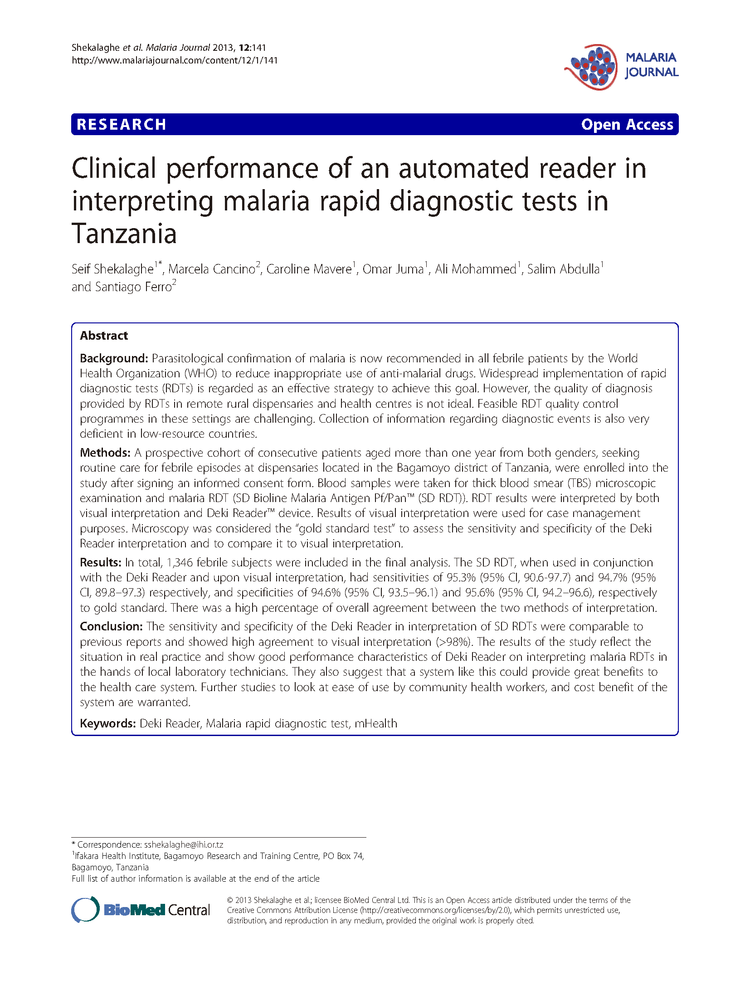 Shekalaghe et al. Malaria Journal 2013, 12:141
http://www.malariajournal.com/content/12/1/141
MALARIA
JOURNAL
RESEARCH Open Access
Clinical performance of an automated reader in
interpreting malaria rapid diagnostic tests in
Tanzania
Seif Shekalaghe1*, Marcela Cancino2, Caroline Mavere1, Omar Juma1, Ali Mohammed1, Salim Abdulla1
and Santiago Ferro2
Abstract
Background: Parasitological confirmation of malaria is now recommended in all febrile patients by the World
Health Organization (WHO) to reduce inappropriate use of anti-malarial drugs. Widespread implementation of rapid
diagnostic tests (RDTs) is regarded as an effective strategy to achieve this goal. However, the quality of diagnosis
provided by RDTs in remote rural dispensaries and health centres is not ideal. Feasible RDT quality control
programmes in these settings are challenging. Collection of information regarding diagnostic events is also very
deficient in low-resource countries.
Methods: A prospective cohort of consecutive patients aged more than one year from both genders, seeking
routine care for febrile episodes at dispensaries located in the Bagamoyo district of Tanzania, were enrolled into the
study after signing an informed consent form. Blood samples were taken for thick blood smear (TBS) microscopic
examination and malaria RDT (SD Bioline Malaria Antigen Pf/Pan™ (SD RDT)). RDT results were interpreted by both
visual interpretation and Deki Reader™ device. Results of visual interpretation were used for case management
purposes. Microscopy was considered the “gold standard test” to assess the sensitivity and specificity of the Deki
Reader interpretation and to compare it to visual interpretation.
Results: In total, 1,346 febrile subjects were included in the final analysis. The SD RDT, when used in conjunction
with the Deki Reader and upon visual interpretation, had sensitivities of 95.3% (95% CI, 90.6-97.7) and 94.7% (95%
CI, 89.8–97.3) respectively, and specificities of 94.6% (95% CI, 93.5–96.1) and 95.6% (95% CI, 94.2–96.6), respectively
to gold standard. There was a high percentage of overall agreement between the two methods of interpretation.
Conclusion: The sensitivity and specificity of the Deki Reader in interpretation of SD RDTs were comparable to
previous reports and showed high agreement to visual interpretation (>98%). The results of the study reflect the
situation in real practice and show good performance characteristics of Deki Reader on interpreting malaria RDTs in
the hands of local laboratory technicians. They also suggest that a system like this could provide great benefits to
the health care system. Further studies to look at ease of use by community health workers, and cost benefit of the
system are warranted.
Keywords: Deki Reader, Malaria rapid diagnostic test, mHealth
* Correspondence: sshekalaghe@ihi.or.tz
1Ifakara Health Institute, Bagamoyo Research and Training Centre, PO Box 74,
Bagamoyo, Tanzania
Full list of author information is available at the end of the article
BioMed Central
© 2013 Shekalaghe et al.; licensee BioMed Central Ltd. This is an Open Access article distributed under the terms of the
Creative Commons Attribution License (http://creativecommons.org/licenses/by/2.0), which permits unrestricted use,
distribution, and reproduction in any medium, provided the original work is properly cited.